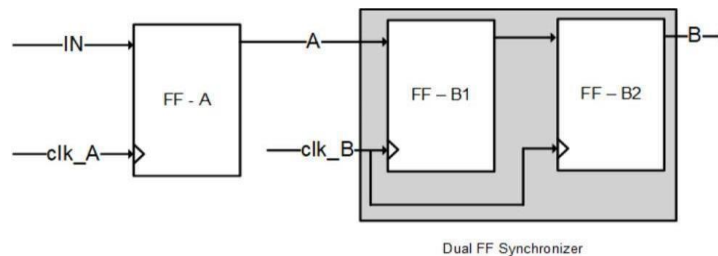 IN
A
B
FF - A
FF – B1
FF – B2
clk_A
clk_B
Dual FF Synchronizer